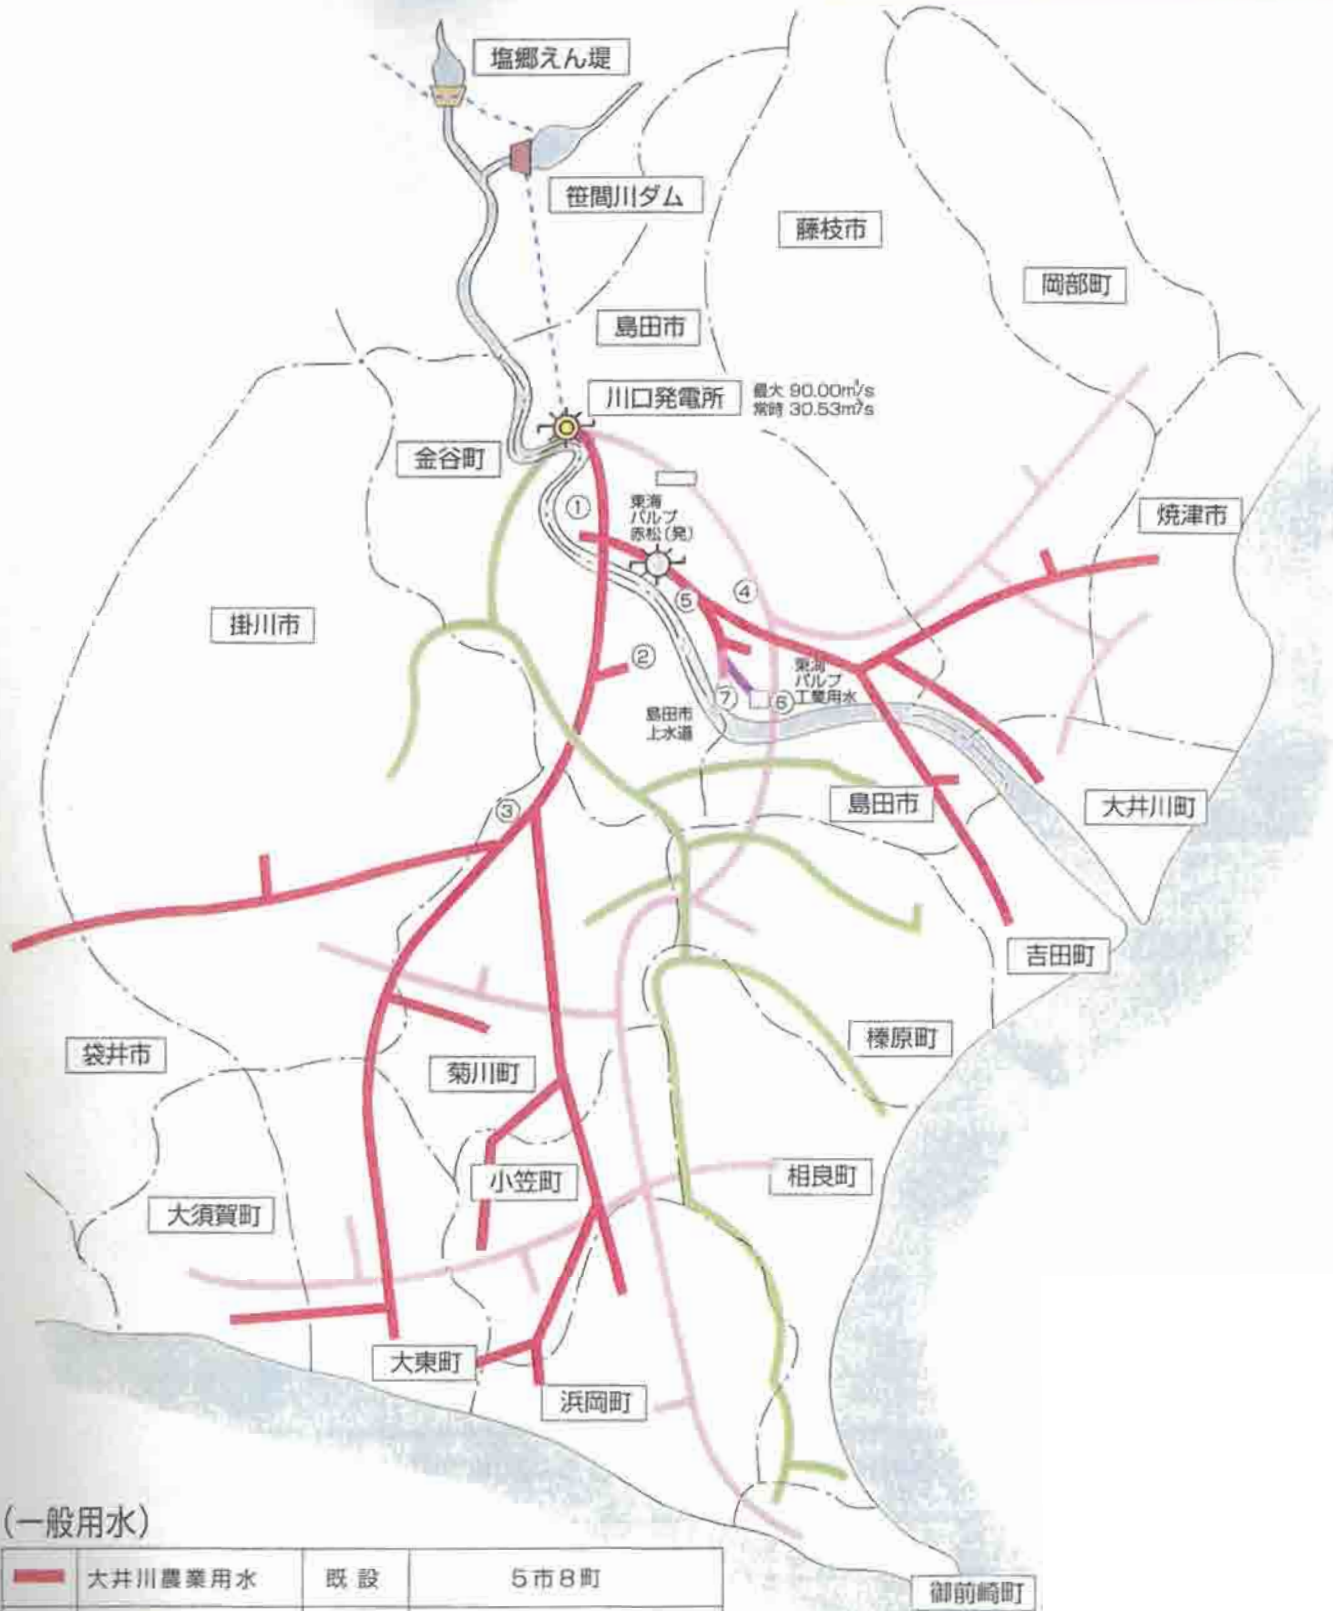 塩郷えん堤
笹間川ダム
藤枝市
岡部町
島田市
川口発電所
最大 90.00m³/s
常時 30.53m³/s
金谷町
①
東海
パルプ
赤松(発)
焼津市
④
⑤
掛川市
②
東海
パルプ
工業用水
⑦
⑥
島田市
上水道
③
島田市
大井川町
吉田町
袋井市
榛原町
菊川町
小笠町
相良町
大須賀町
大東町
浜岡町
(一般用水)
大井川農業用水 既設 5市8町
御前崎町